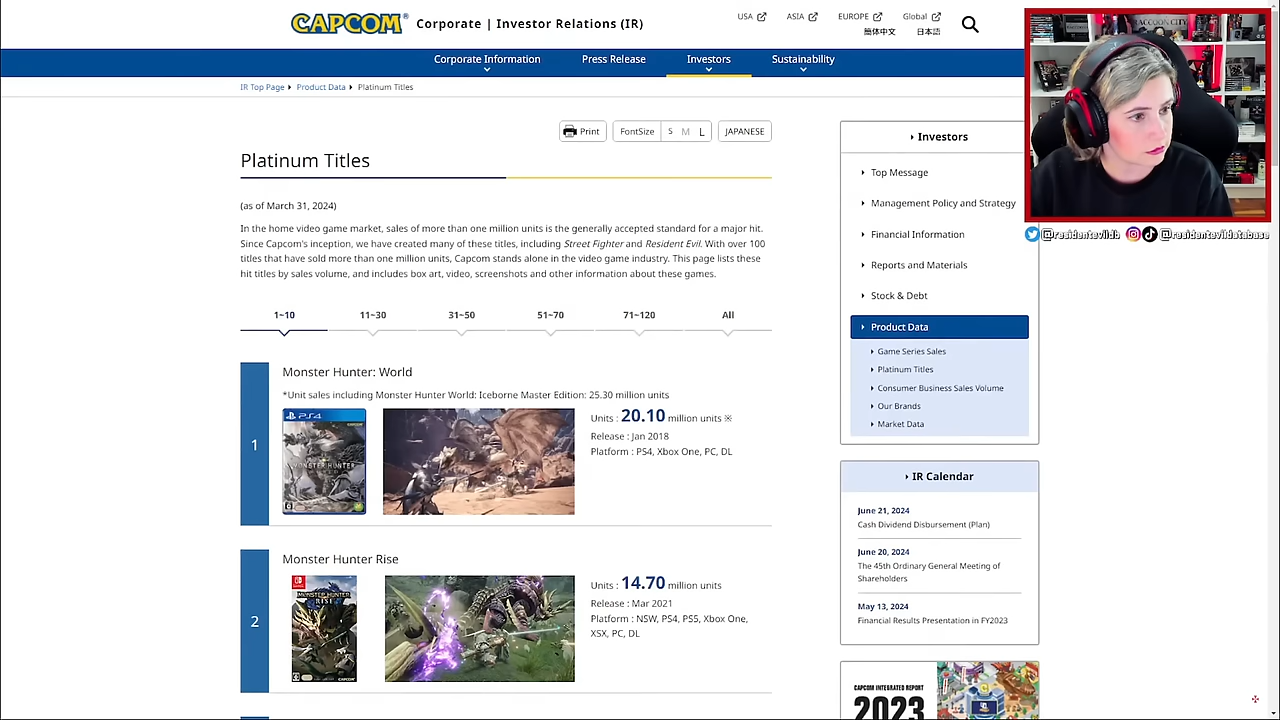 CAPCOM Corporate | Investor Relations (IR)
USA
ASIA
EUROPE
Global
简体中文
日本語
Corporate Information
Press Release
Investors
Sustainability
IR Top Page
Product Data
Platinum Titles
Print
FontSize
S M L
JAPANESE
Platinum Titles
(as of March 31, 2024)
In the home video game market, sales of more than one million units is the generally accepted standard for a major hit.
Since Capcom's inception, we have created many of these titles, including Street Fighter and Resident Evil. With over 100
titles that have sold more than one million units, Capcom stands alone in the video game industry. This page lists these
hit titles by sales volume, and includes box art, video, screenshots and other information about these games.
1~10
11~30
31~50
51~70
71~120
All
1
Monster Hunter: World
*Unit sales including Monster Hunter World: Iceborne Master Edition: 25.30 million units
PS4
MONSTER HUNTER
Units : 20.10 million units ※
Release : Jan 2018
Platform : PS4, Xbox One, PC, DL
2
Monster Hunter Rise
MONSTER HUNTER
RISE
CAPCOM
Units : 14.70 million units
Release : Mar 2021
Platform : NSW, PS4, PS5, Xbox One,
XSX, PC, DL
Investors
Top Message
Management Policy and Strategy
Financial Information
Reports and Materials
Stock & Debt
Product Data
Game Series Sales
Platinum Titles
Consumer Business Sales Volume
Our Brands
Market Data
IR Calendar
June 21, 2024
Cash Dividend Disbursement (Plan)
June 20, 2024
The 45th Ordinary General Meeting of
Shareholders
May 13, 2024
Financial Results Presentation in FY2023
CAPCOM INTEGRATED REPORT
2023
RACCOON CITY
@residentevildb
@residentevildatabase